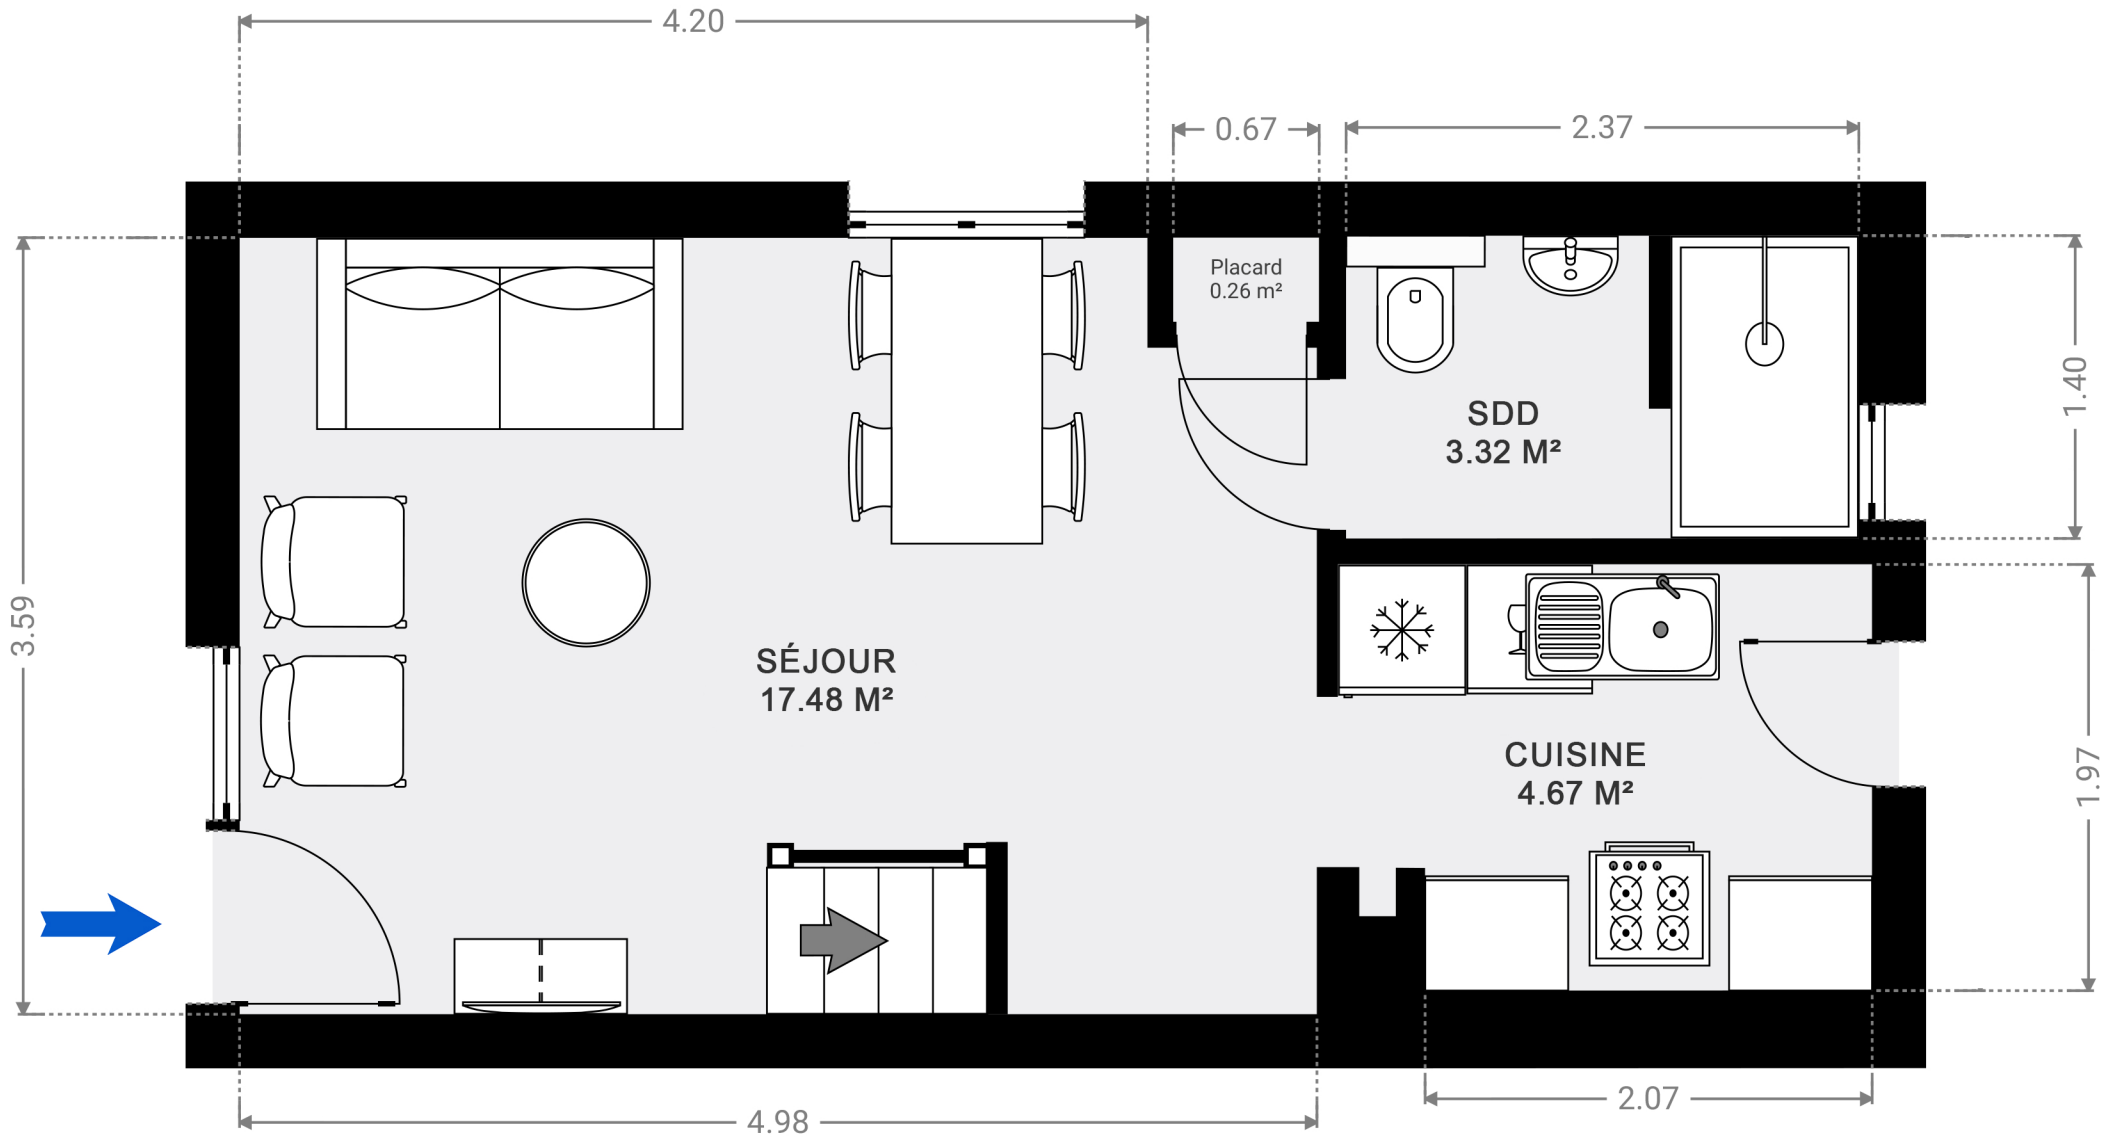 4.20
0.67
2.37
Placard
0.26 m²
1.40
SDD
3.32 M²
3.59
SÉJOUR
17.48 M²
CUISINE
4.67 M²
1.97
2.07
4.98